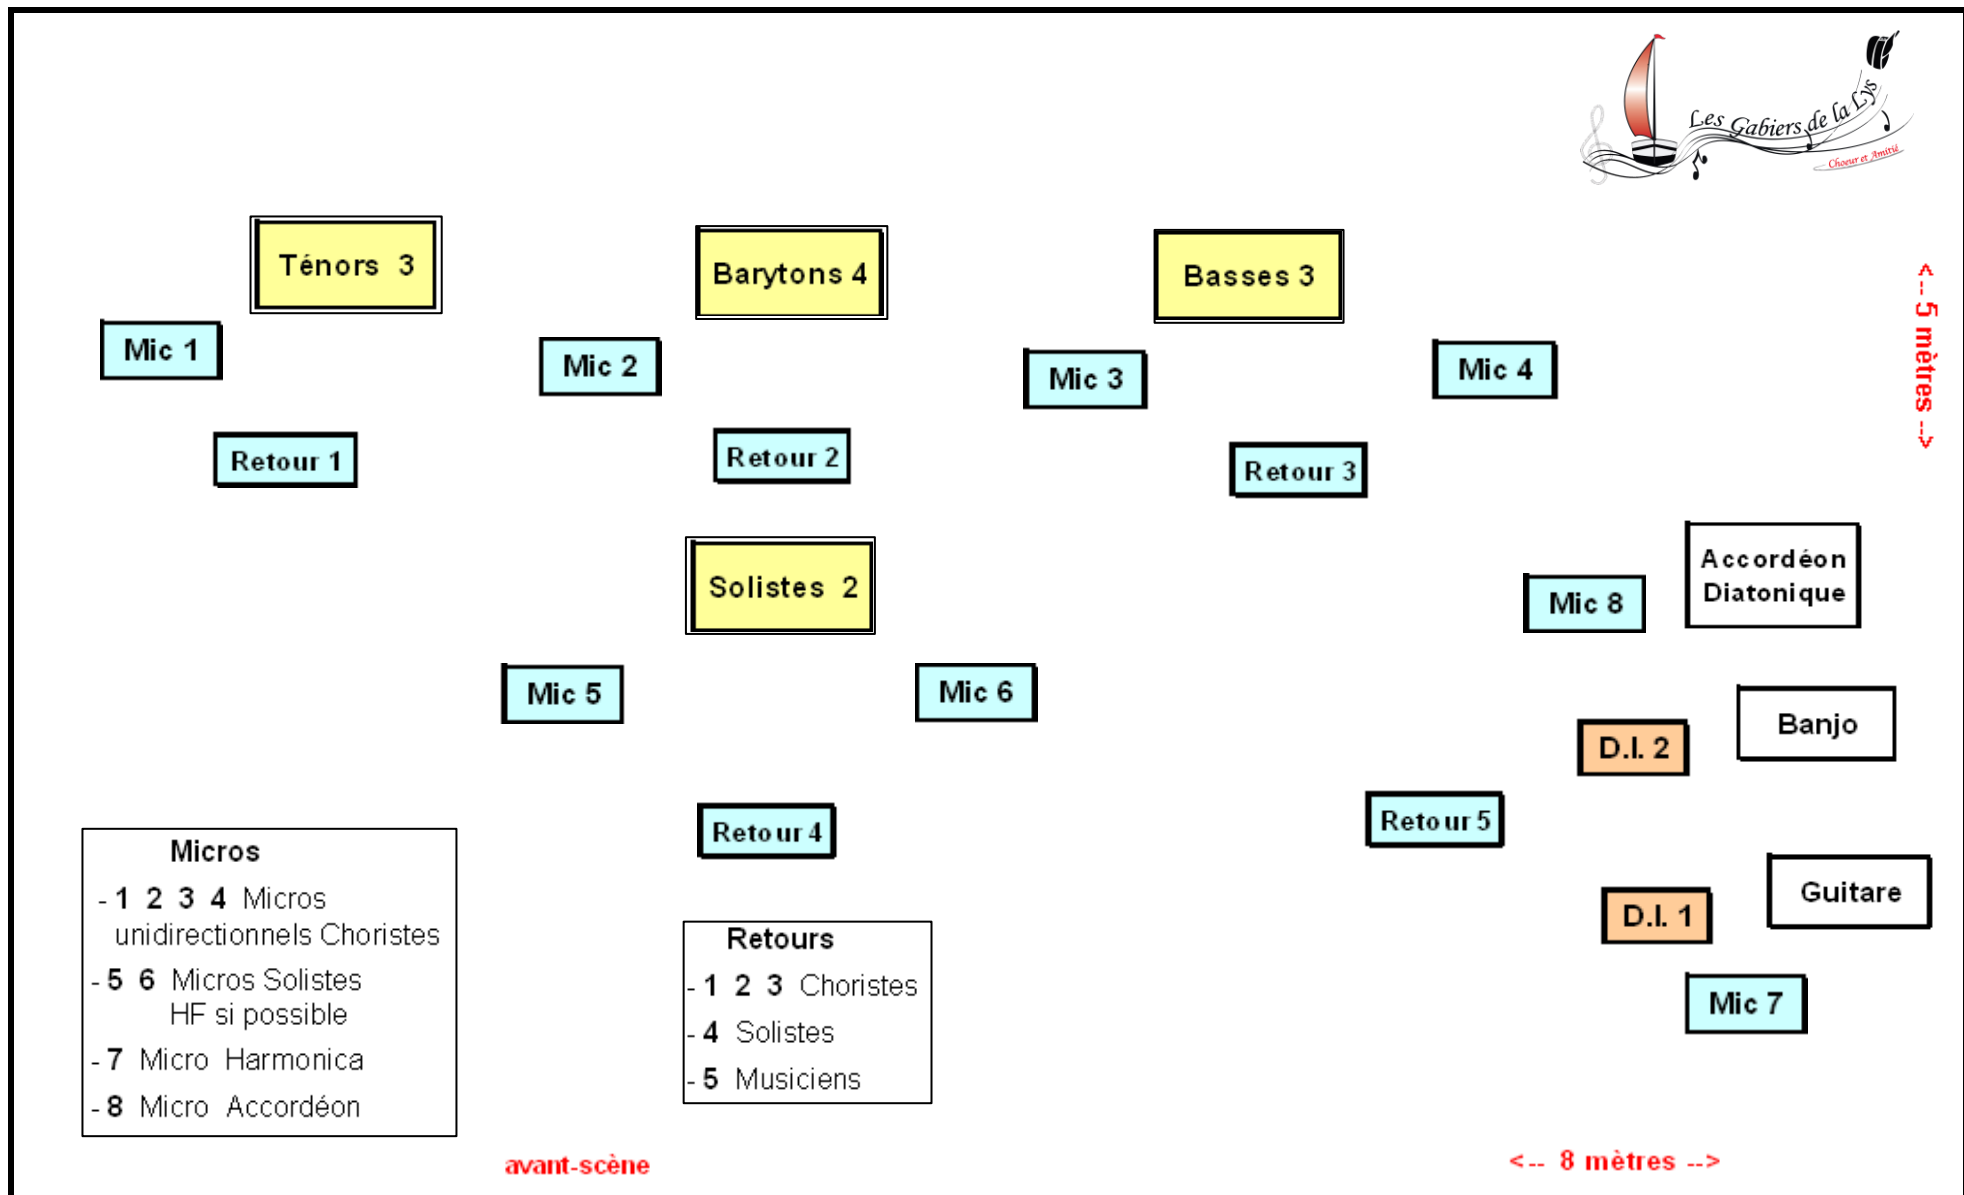 Les Gabiers de la Lys
Choeur et Amitié
Ténors 3
Barytons 4
Basses 3
<-- 5 mètres -->
Mic 1
Mic 2
Mic 3
Mic 4
Retour 1
Retour 2
Retour 3
Solistes 2
Accordéon
Diatonique
Mic 8
Mic 5
Mic 6
Banjo
D.I. 2
Retour 4
Retour 5
Guitare
D.I. 1
Mic 7
Micros
- 1 2 3 4 Micros
unidirectionnels Choristes
- 5 6 Micros Solistes
HF si possible
- 7 Micro Harmonica
- 8 Micro Accordéon
Retours
- 1 2 3 Choristes
- 4 Solistes
- 5 Musiciens
avant-scène
<-- 8 mètres -->